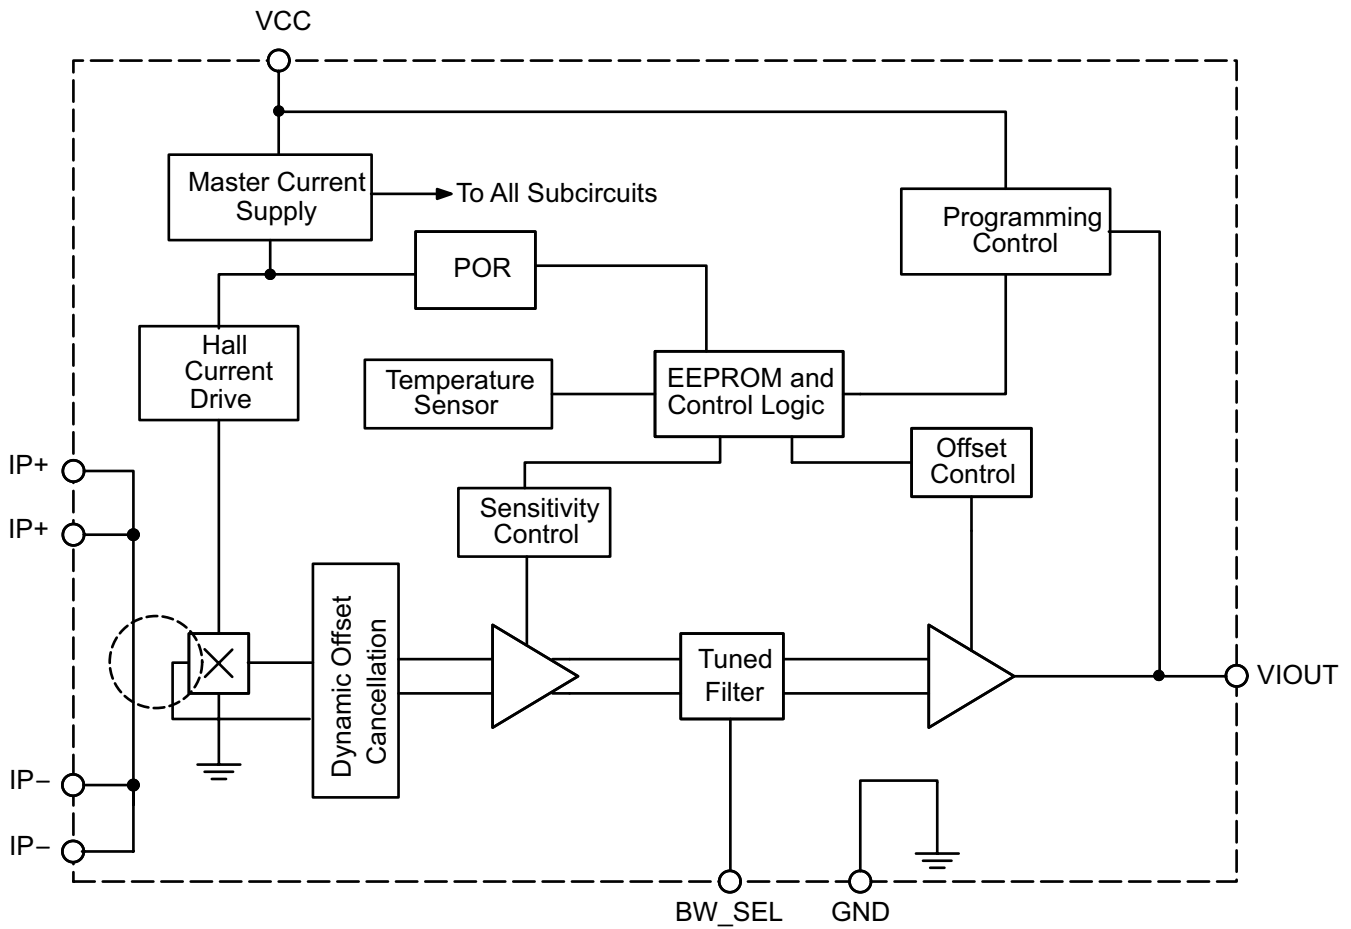 VCC
Master Current
Supply
To All Subcircuits
Programming
Control
POR
Hall
Current
Drive
Temperature
Sensor
EEPROM and
Control Logic
Offset
Control
IP+
Sensitivity
Control
IP+
Dynamic Offset
Cancellation
Tuned
Filter
VIOUT
IP–
IP–
BW_SEL
GND